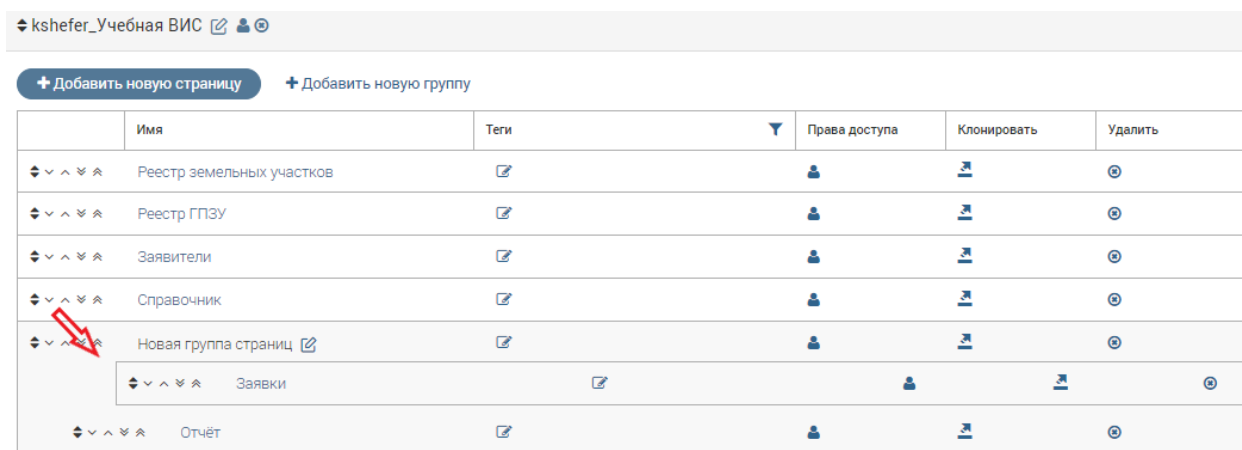 kshefer_Учебная ВИС
Добавить новую страницу Добавить новую группу
Имя Теги Права доступа Клонировать Удалить
Реестр земельных участков
Реестр ГПЗУ
Заявители
Справочник
Новая группа страниц
Заявки
Отчёт